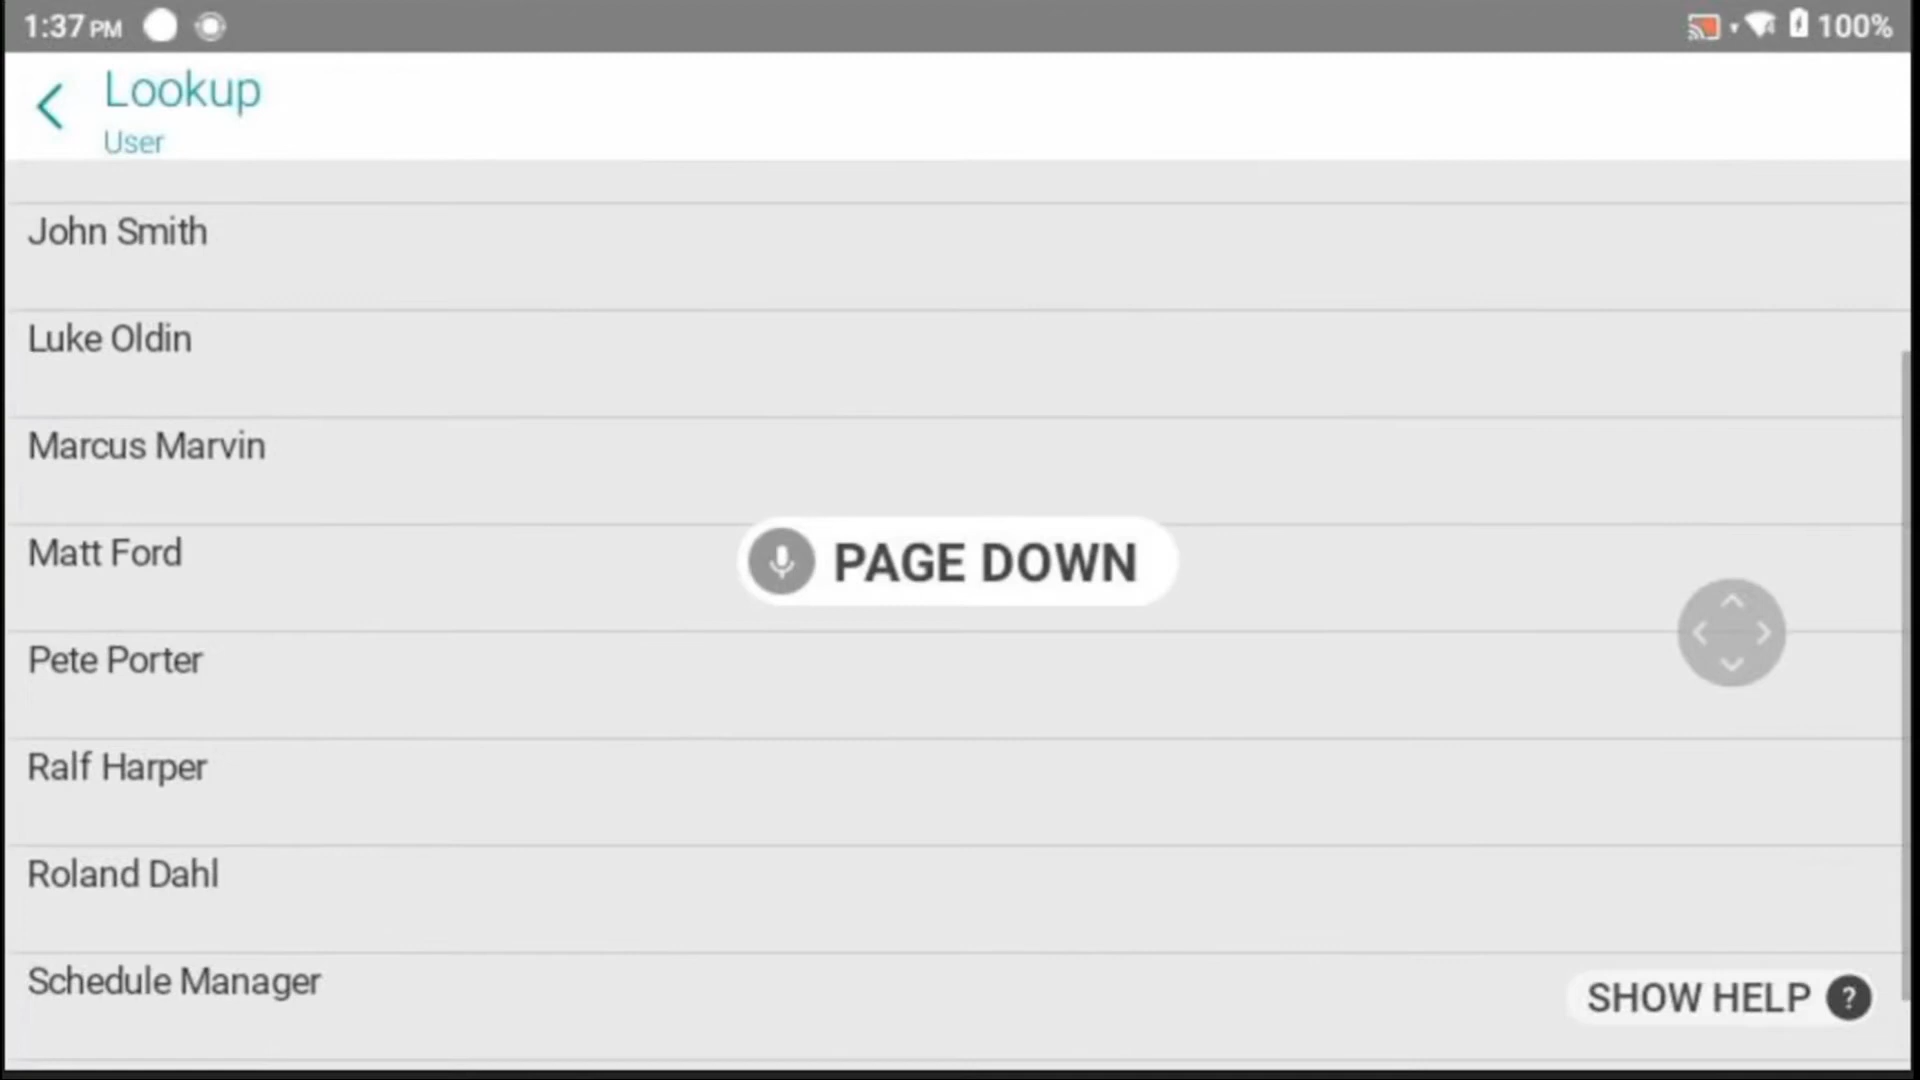 1:37 PM 100%
Lookup
User
John Smith
Luke Oldin
Marcus Marvin
Matt Ford
PAGE DOWN
Pete Porter
Ralf Harper
Roland Dahl
Schedule Manager
SHOW HELP ?